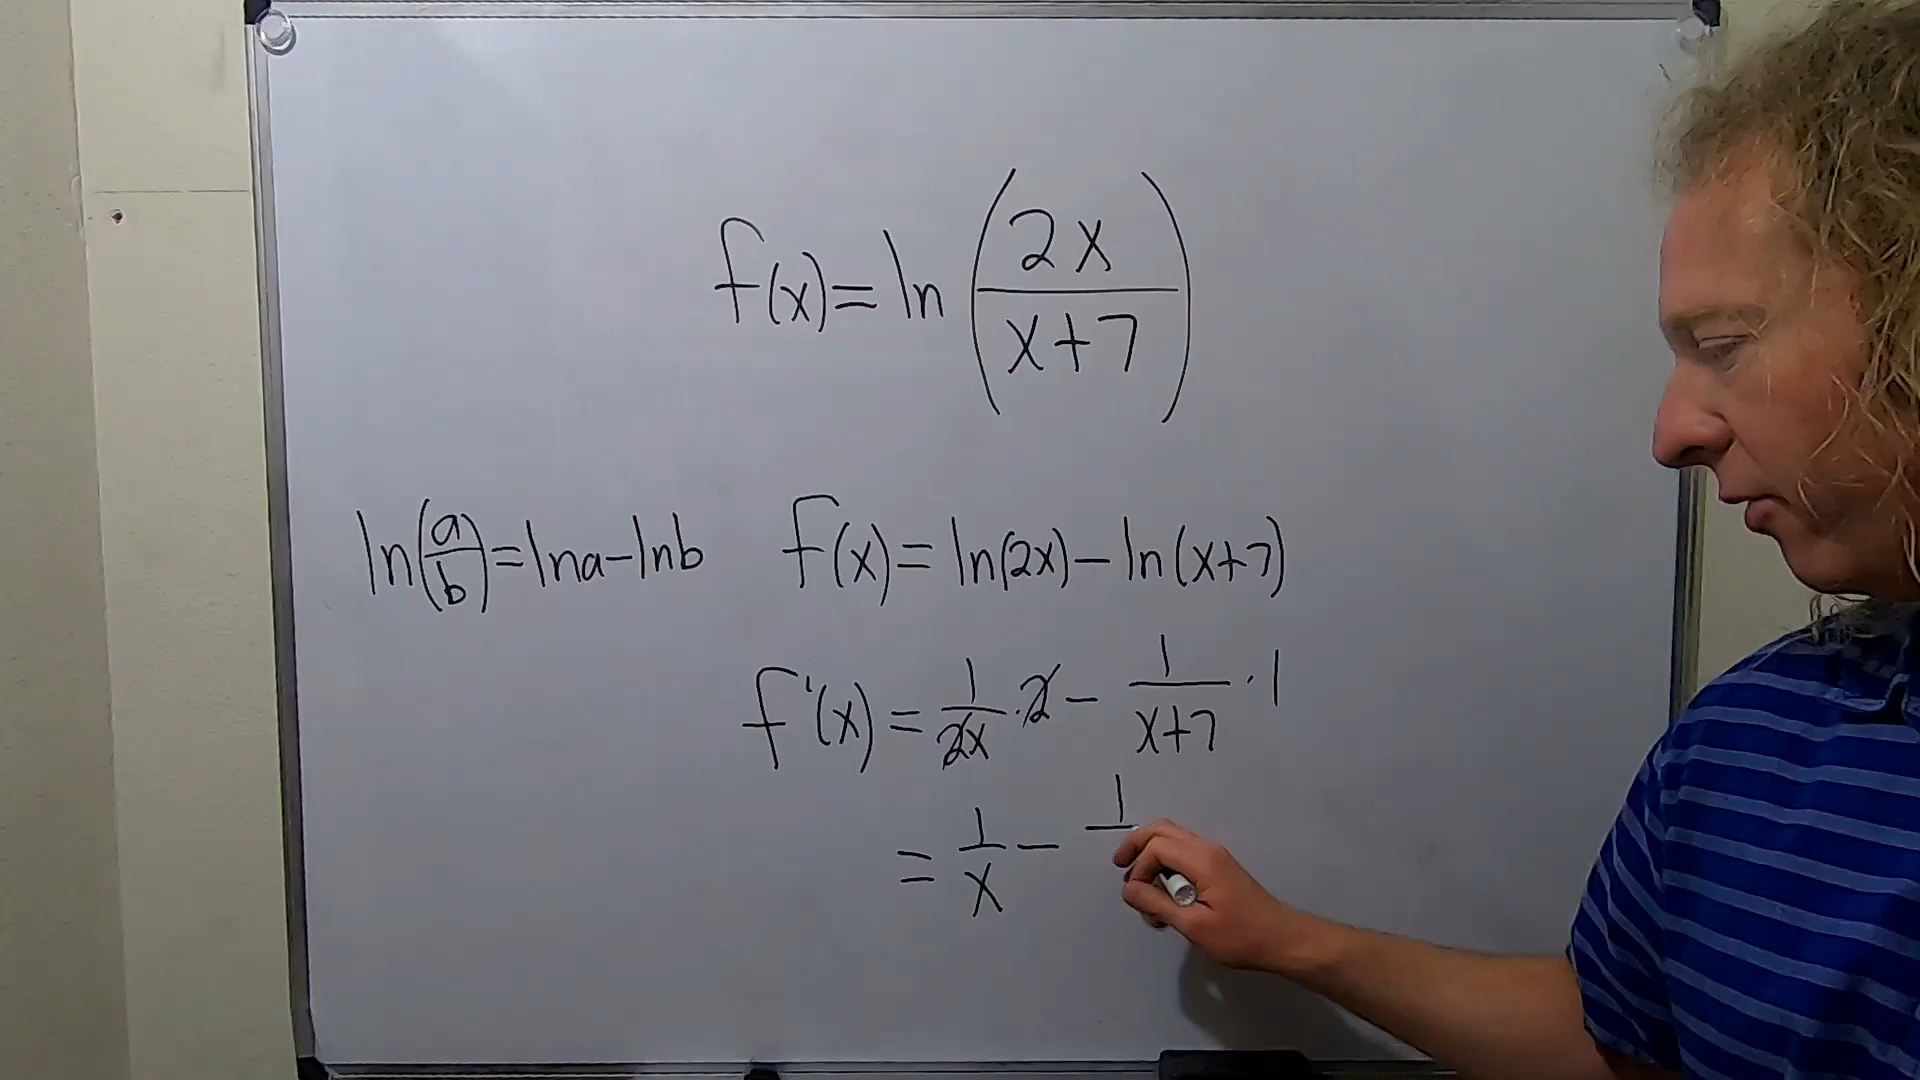 f(x) = ln (2x / x+7)
ln(a/b) = lna - lnb
f(x) = ln(2x) - ln(x+7)
f'(x) = 1/2x · 2 - 1/x+7 · 1
= 1/x - 1